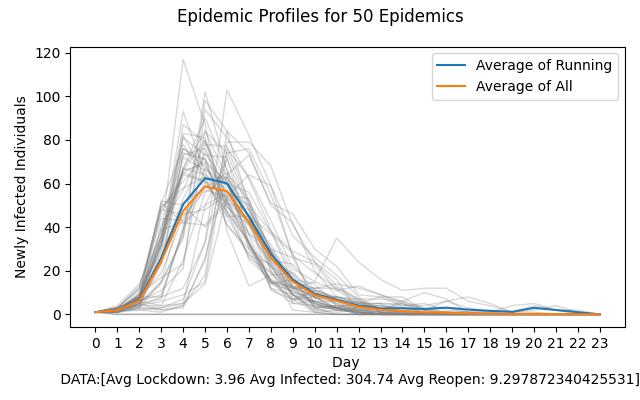 Epidemic Profiles for 50 Epidemics
Newly Infected Individuals
120
100
80
60
40
20
0
Average of Running
Average of All
0 1 2 3 4 5 6 7 8 9 10 11 12 13 14 15 16 17 18 19 20 21 22 23
Day
DATA:[Avg Lockdown: 3.96 Avg Infected: 304.74 Avg Reopen: 9.297872340425531]